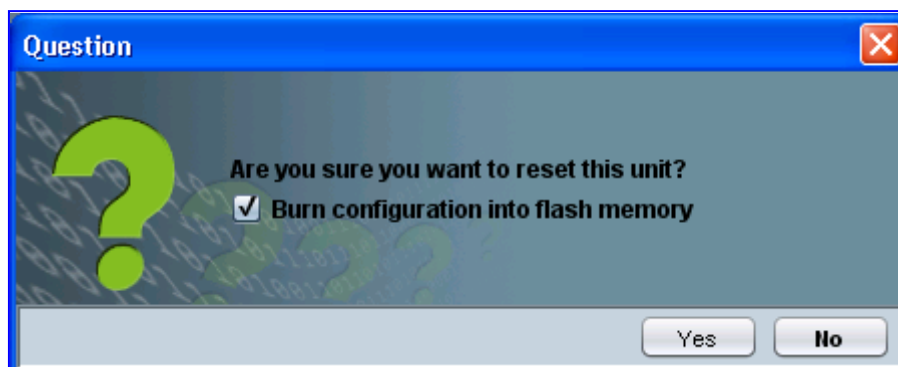 Question
Are you sure you want to reset this unit?
Burn configuration into flash memory
Yes No